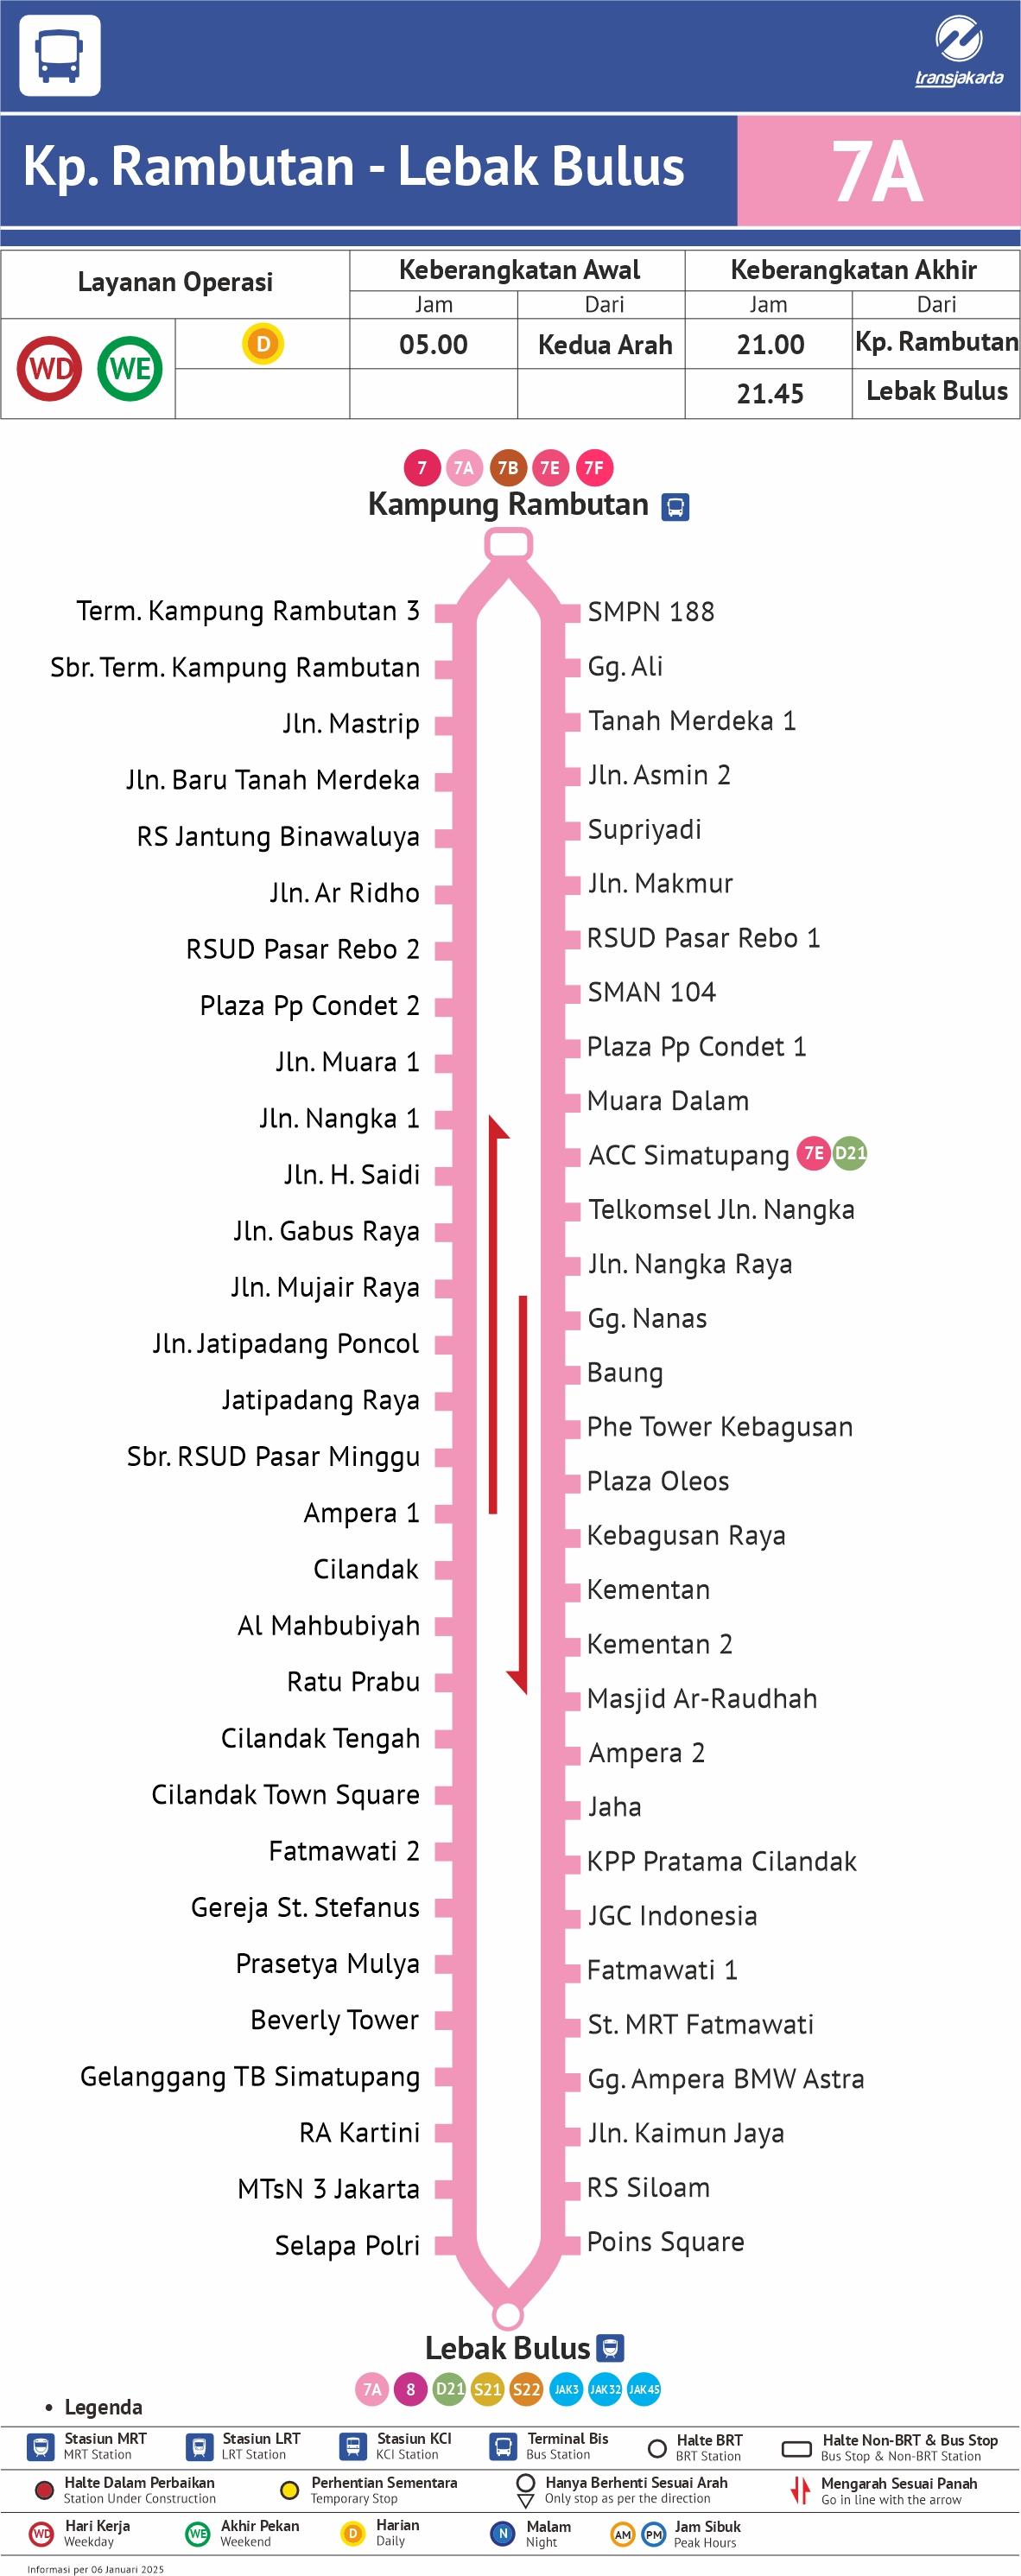 transjakarta
Kp. Rambutan - Lebak Bulus
7A
Layanan Operasi
Keberangkatan Awal
Keberangkatan Akhir
Jam
Dari
Jam
Dari
WD
WE
D
05.00
Kedua Arah
21.00
Kp. Rambutan
21.45
Lebak Bulus
7
7A
7B
7E
7F
Kampung Rambutan
Term. Kampung Rambutan 3
Sbr. Term. Kampung Rambutan
Jln. Mastrip
Jln. Baru Tanah Merdeka
RS Jantung Binawaluya
Jln. Ar Ridho
RSUD Pasar Rebo 2
Plaza Pp Condet 2
Jln. Muara 1
Jln. Nangka 1
Jln. H. Saidi
Jln. Gabus Raya
Jln. Mujair Raya
Jln. Jatipadang Poncol
Jatipadang Raya
Sbr. RSUD Pasar Minggu
Ampera 1
Cilandak
Al Mahbubiyah
Ratu Prabu
Cilandak Tengah
Cilandak Town Square
Fatmawati 2
Gereja St. Stefanus
Prasetya Mulya
Beverly Tower
Gelanggang TB Simatupang
RA Kartini
MTsN 3 Jakarta
Selapa Polri
SMPN 188
Gg. Ali
Tanah Merdeka 1
Jln. Asmin 2
Supriyadi
Jln. Makmur
RSUD Pasar Rebo 1
SMAN 104
Plaza Pp Condet 1
Muara Dalam
ACC Simatupang 7E D21
Telkomsel Jln. Nangka
Jln. Nangka Raya
Gg. Nanas
Baung
Phe Tower Kebagusan
Plaza Oleos
Kebagusan Raya
Kementan
Kementan 2
Masjid Ar-Raudhah
Ampera 2
Jaha
KPP Pratama Cilandak
JGC Indonesia
Fatmawati 1
St. MRT Fatmawati
Gg. Ampera BMW Astra
Jln. Kaimun Jaya
RS Siloam
Poins Square
Lebak Bulus
7A
8
D21
S21
S22
JAK3
JAK32
JAK45
• Legenda
Stasiun MRT
MRT Station
Stasiun LRT
LRT Station
Stasiun KCI
KCI Station
Terminal Bis
Bus Station
Halte BRT
BRT Station
Halte Non-BRT & Bus Stop
Bus Stop & Non-BRT Station
Halte Dalam Perbaikan
Station Under Construction
Perhentian Sementara
Temporary Stop
Hanya Berhenti Sesuai Arah
Only stop as per the direction
Mengarah Sesuai Panah
Go in line with the arrow
WD
Hari Kerja
Weekday
WE
Akhir Pekan
Weekend
D
Harian
Daily
N
Malam
Night
AM
PM
Jam Sibuk
Peak Hours
Informasi per 06 Januari 2025